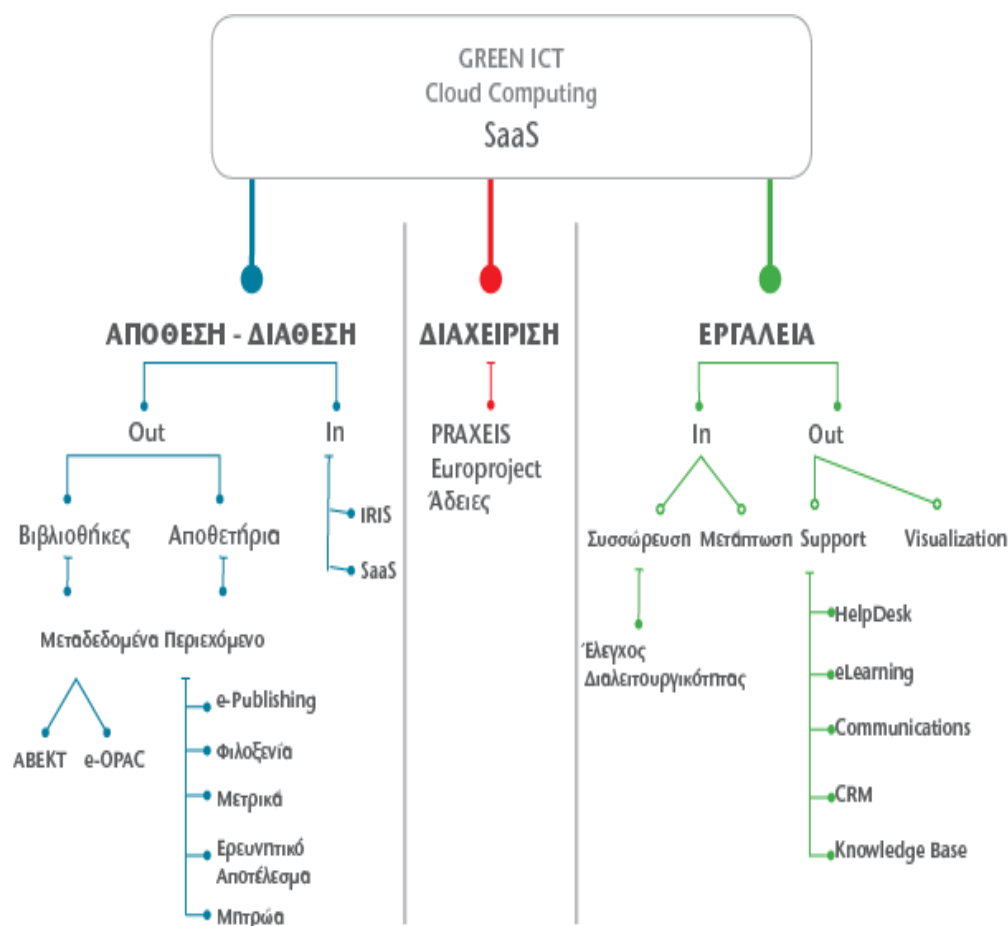 GREEN ICT
Cloud Computing
SaaS
ΑΠΟΘΕΣΗ - ΔΙΑΘΕΣΗ
Out
In
Βιβλιοθήκες
Αποθετήρια
IRIS
SaaS
Μεταδεδομένα Περιεχόμενο
ABEKT
e-OPAC
e-Publishing
Φιλοξενία
Μετρικά
Ερευνητικό
Αποτέλεσμα
Μητρώα
ΔΙΑΧΕΙΡΙΣΗ
PRAXEIS
Europroject
Άδειες
ΕΡΓΑΛΕΙΑ
In
Out
Συσσώρευση
Μετάπτωση
Support
Visualization
Έλεγχος
Διαλειτουργικότητας
HelpDesk
eLearning
Communications
CRM
Knowledge Base